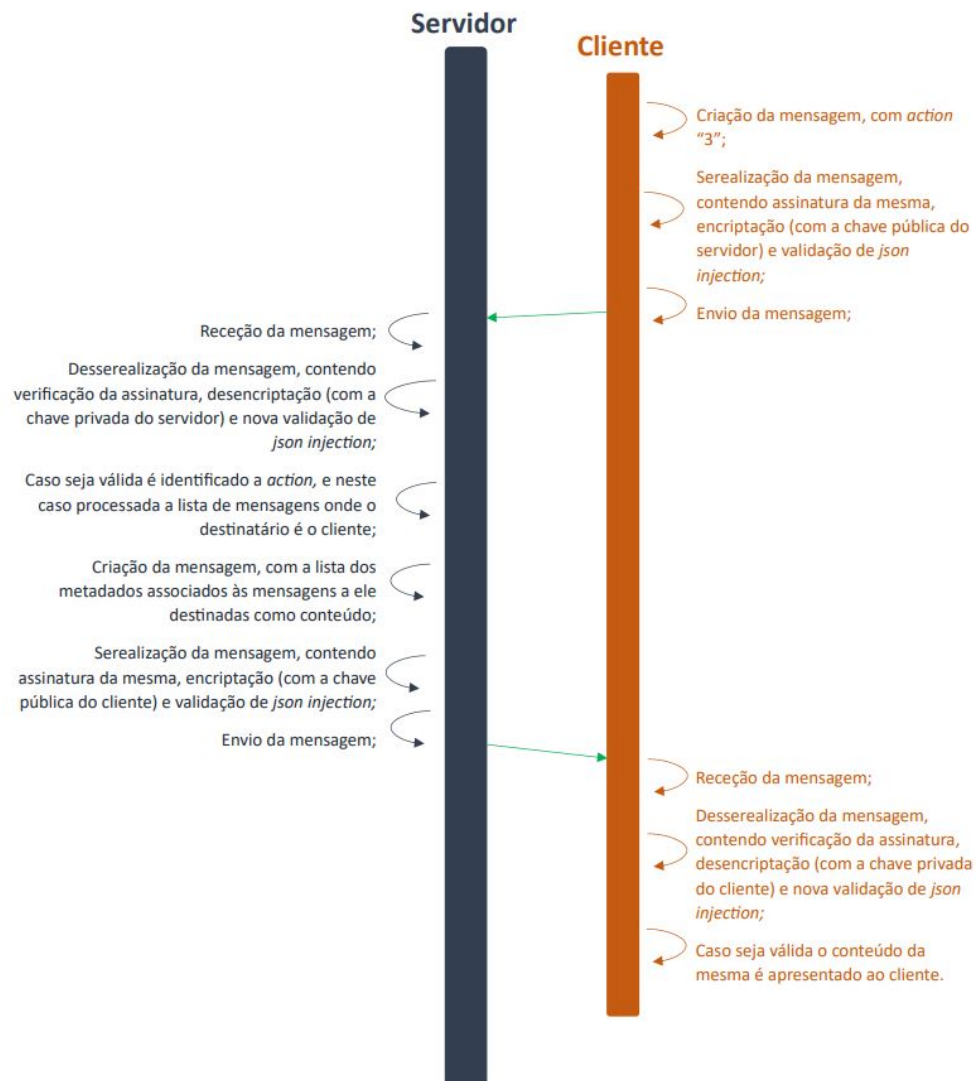 Servidor
Cliente
Criação da mensagem, com action
“3”;
Serealização da mensagem,
contendo assinatura da mesma,
encriptação (com a chave pública do
servidor) e validação de json
injection;
Envio da mensagem;
Receção da mensagem;
Desserealização da mensagem, contendo
verificação da assinatura, desencriptação (com a
chave privada do servidor) e nova validação de
json injection;
Caso seja válida é identificado a action, e neste
caso processada a lista de mensagens onde o
destinatário é o cliente;
Criação da mensagem, com a lista dos
metadados associados às mensagens a ele
destinadas como conteúdo;
Serealização da mensagem, contendo
assinatura da mesma, encriptação (com a chave
pública do cliente) e validação de json injection;
Envio da mensagem;
Receção da mensagem;
Desserealização da mensagem,
contendo verificação da assinatura,
desencriptação (com a chave privada
do cliente) e nova validação de json
injection;
Caso seja válida o conteúdo da
mesma é apresentado ao cliente.